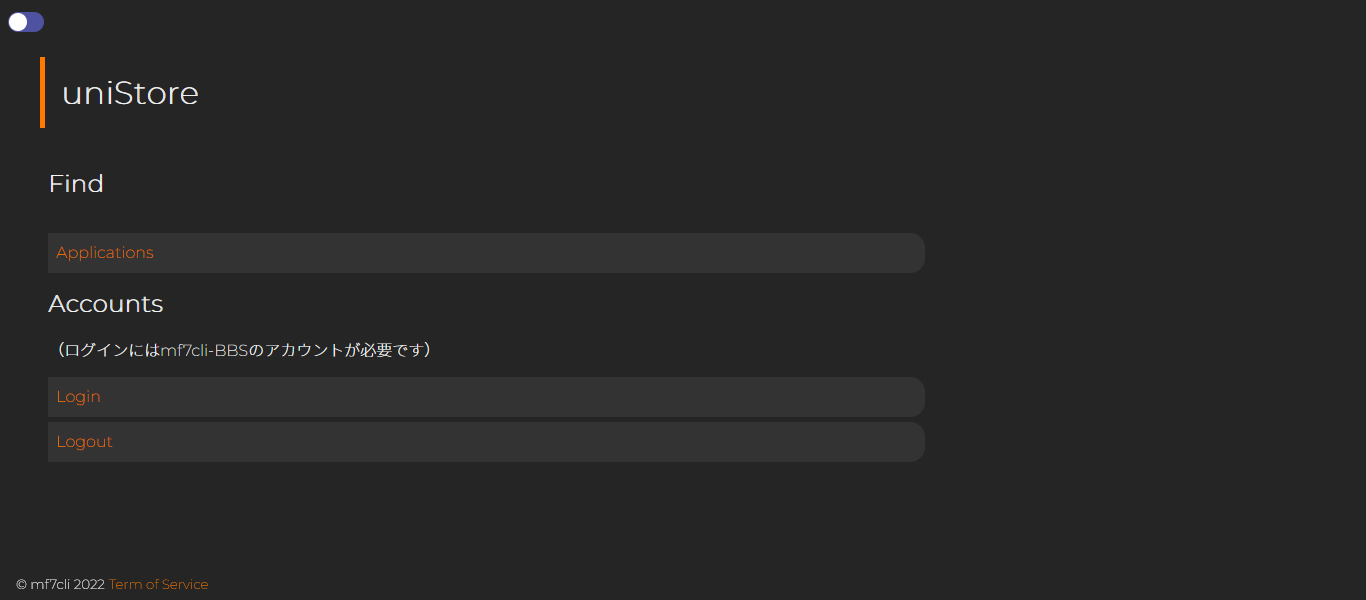 uniStore
Find
Applications
Accounts
（ログインにはmf7cli-BBSのアカウントが必要です）
Login
Logout
© mf7cli 2022 Term of Service